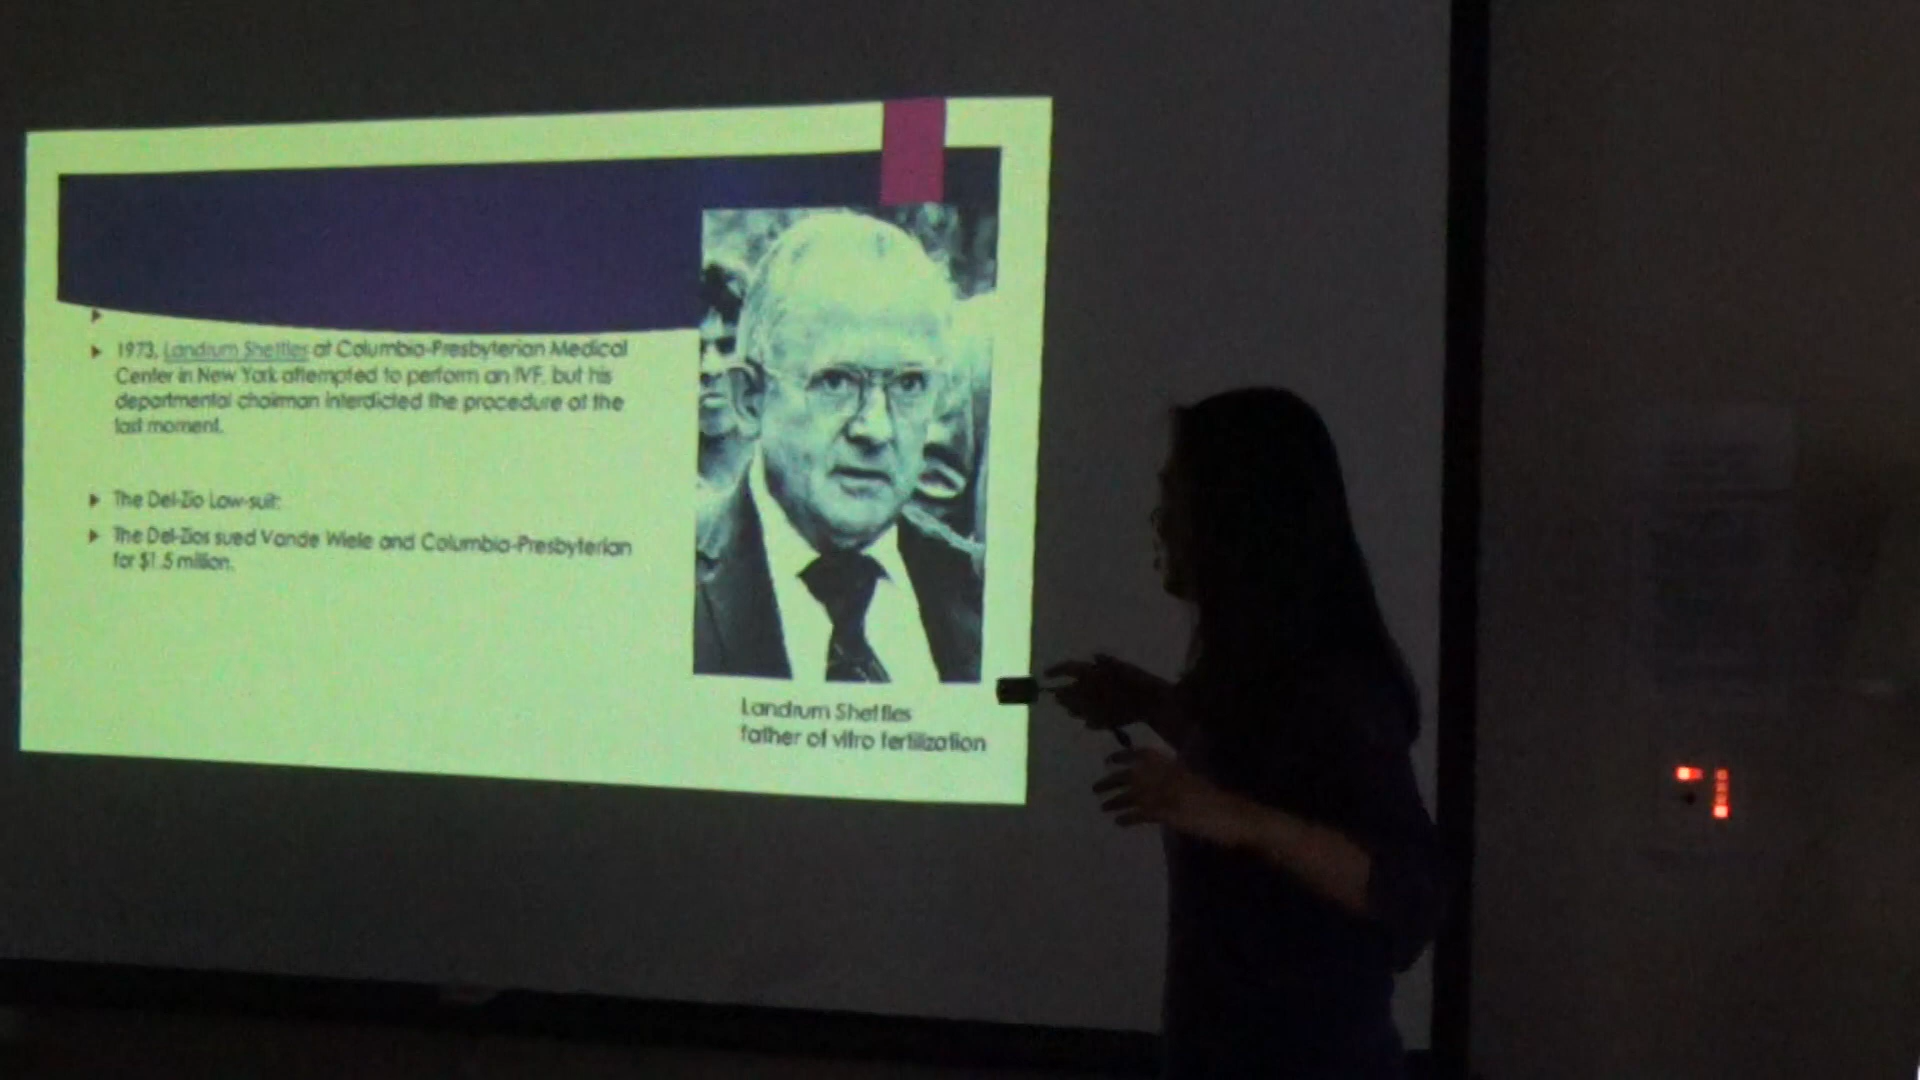 1973, Landrum Shettles at Columbia-Presbyterian Medical
Center in New York attempted to perform an IVF, but his
departmental chairman interdicted the procedure at the
last moment.
The Del-Zio Law-suit:
The Del-Zios sued Vande Wiele and Columbia-Presbyterian
for $1.5 million.
Landrum Shettles
father of vitro fertilization